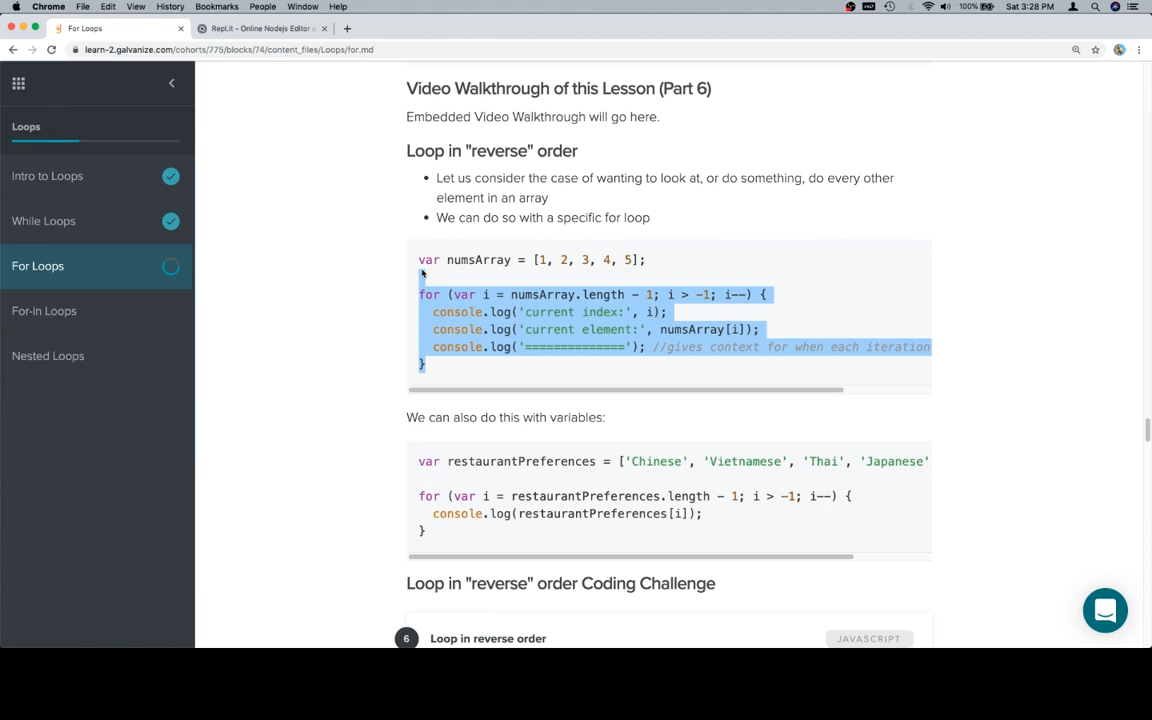 Chrome File Edit View History Bookmarks People Window Help 100% Sat 3:28 PM
For Loops
Repl.it - Online Nodejs Editor a
learn-2.galvanize.com/cohorts/775/blocks/74/content_files/Loops/for.md
Loops
Intro to Loops
While Loops
For Loops
For-in Loops
Nested Loops
Video Walkthrough of this Lesson (Part 6)
Embedded Video Walkthrough will go here.
Loop in "reverse" order
Let us consider the case of wanting to look at, or do something, do every other
element in an array
We can do so with a specific for loop
var numsArray = [1, 2, 3, 4, 5];
for (var i = numsArray.length - 1; i > -1; i--) {
console.log('current index:', i);
console.log('current element:', numsArray[i]);
console.log('=============='); //gives context for when each iteration
}
We can also do this with variables:
var restaurantPreferences = ['Chinese', 'Vietnamese', 'Thai', 'Japanese'
for (var i = restaurantPreferences.length - 1; i > -1; i--) {
console.log(restaurantPreferences[i]);
}
Loop in "reverse" order Coding Challenge
6 Loop in reverse order JAVASCRIPT